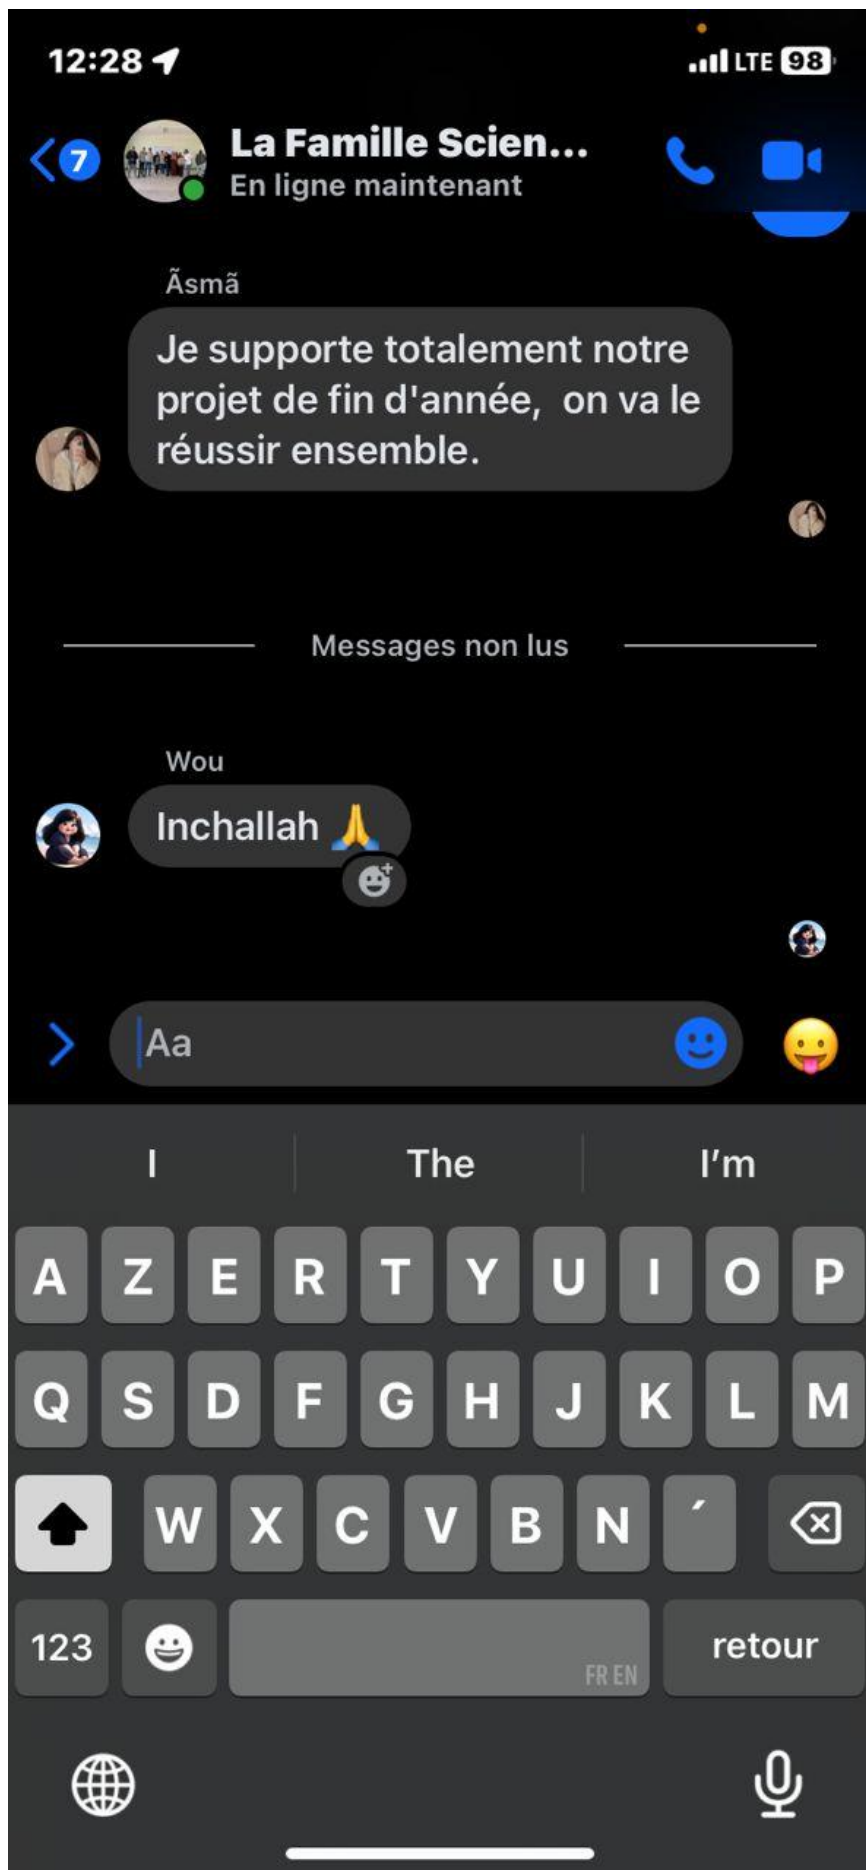 12:28
LTE 98
7
La Famille Scien...
En ligne maintenant
Ãsmã
Je supporte totalement notre
projet de fin d'année,  on va le
réussir ensemble.
Messages non lus
Wou
Inchallah 🙏
Aa
I The I'm
A Z E R T Y U I O P
Q S D F G H J K L M
W X C V B N ´
123 retour
FR EN